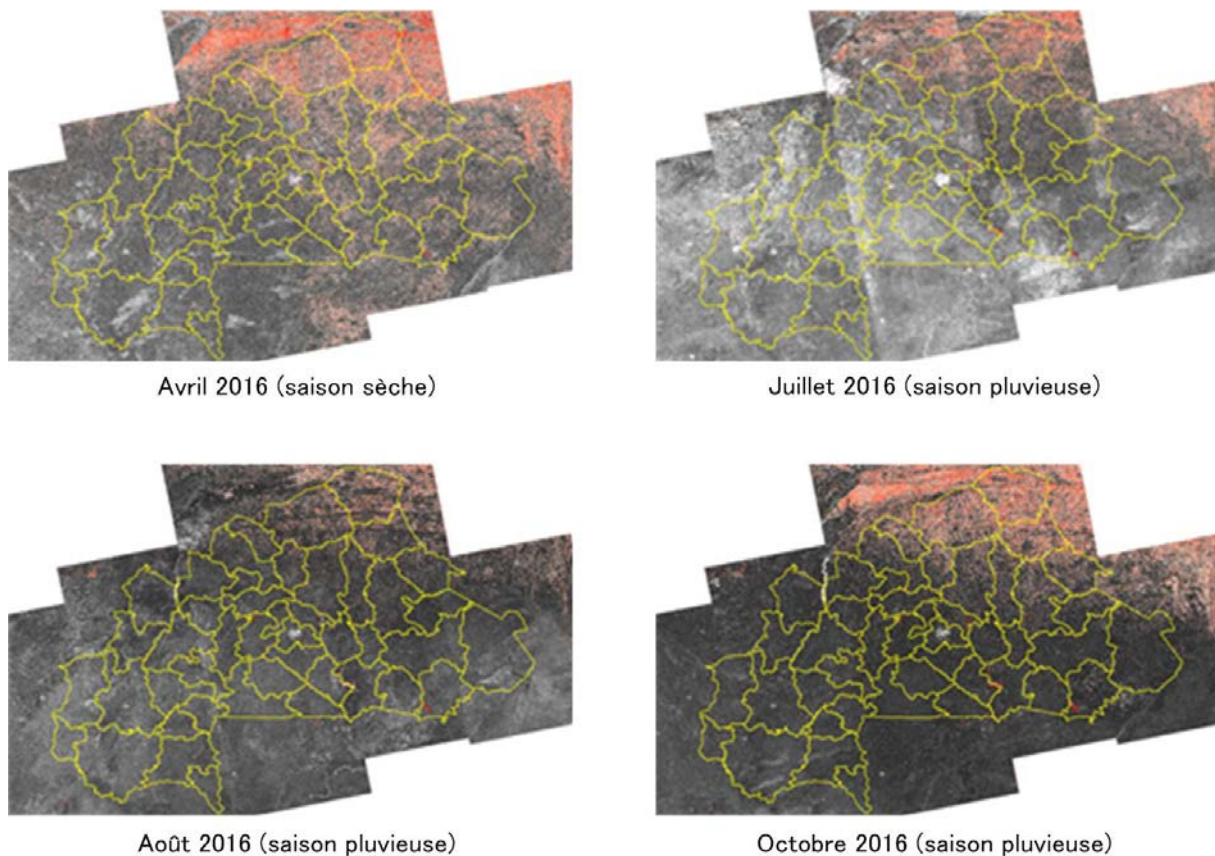 Avril 2016 (saison sèche)
Juillet 2016 (saison pluvieuse)
Août 2016 (saison pluvieuse)
Octobre 2016 (saison pluvieuse)